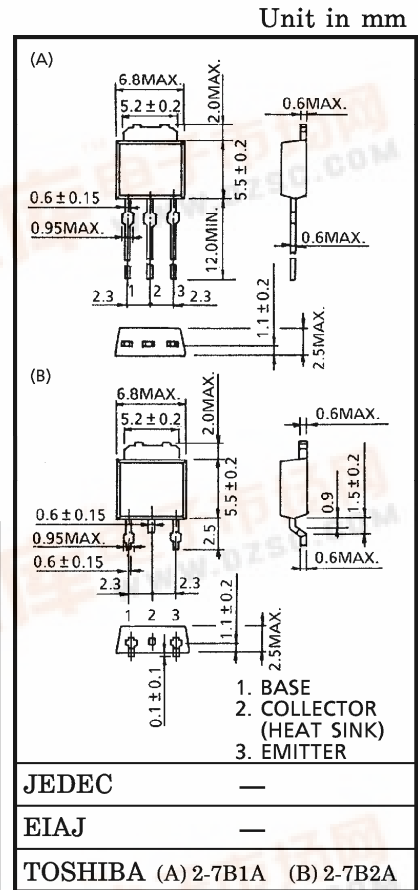 Unit in mm
(A)
6.8MAX.
5.2±0.2
2.0MAX.
0.6MAX.
5.5±0.2
0.6±0.15
0.95MAX.
12.0MIN.
0.6MAX.
2.3 1 2 3 2.3
1.1±0.2
2.5MAX.
(B)
6.8MAX.
5.2±0.2
2.0MAX.
0.6MAX.
5.5±0.2
0.6±0.15
0.95MAX.
0.6±0.15
2.5
0.9
1.5±0.2
0.6MAX.
2.3 2.3
1 2 3
1.1±0.2
2.5MAX.
0.1±0.1
1. BASE
2. COLLECTOR
(HEAT SINK)
3. EMITTER
JEDEC —
EIAJ —
TOSHIBA (A) 2-7B1A (B) 2-7B2A